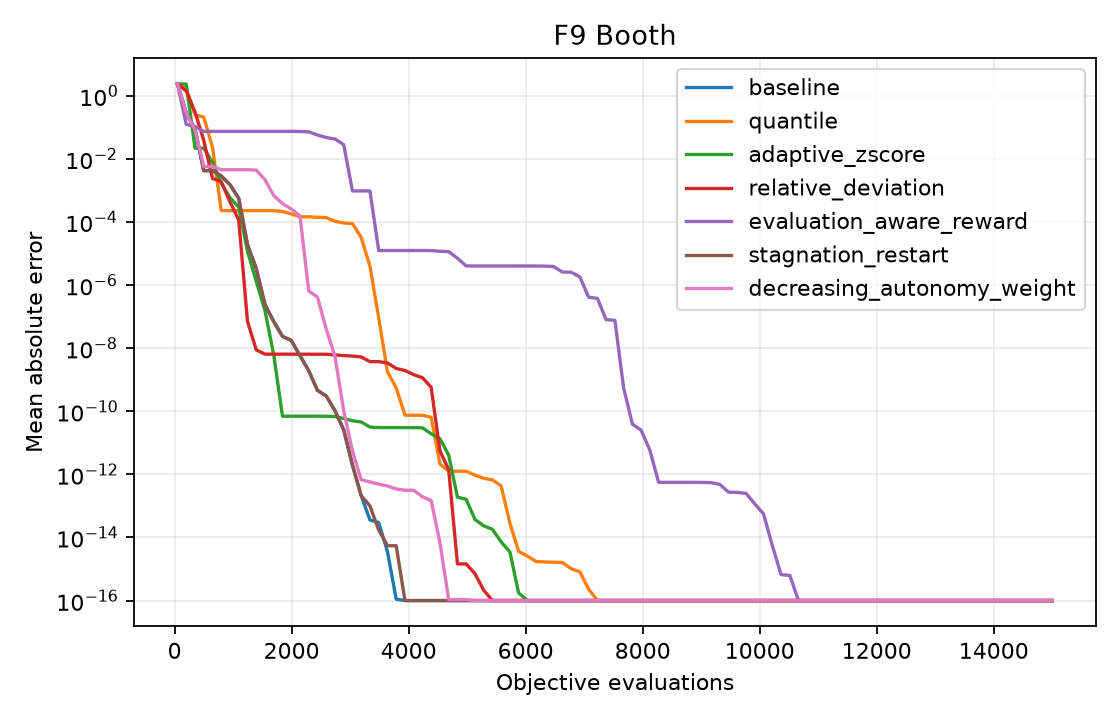 F9 Booth
Mean absolute error
10^0
10^−2
10^−4
10^−6
10^−8
10^−10
10^−12
10^−14
10^−16
baseline
quantile
adaptive_zscore
relative_deviation
evaluation_aware_reward
stagnation_restart
decreasing_autonomy_weight
0 2000 4000 6000 8000 10000 12000 14000
Objective evaluations